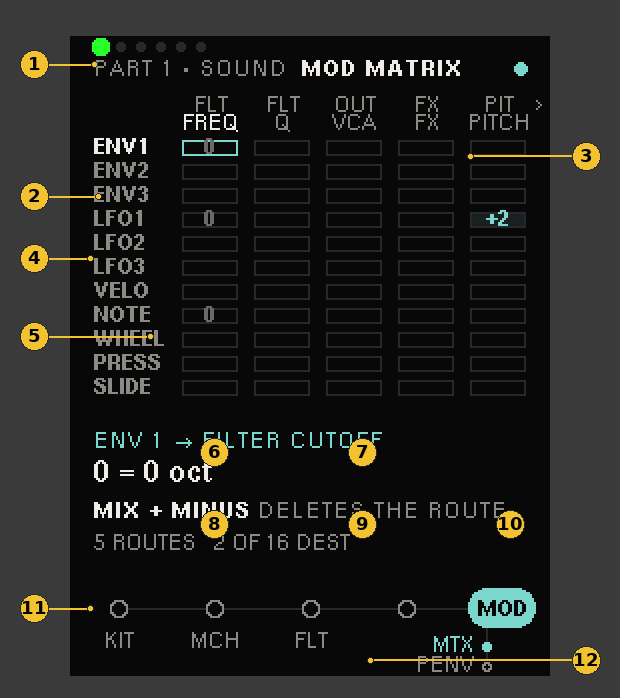 1 PART 1 · SOUND MOD MATRIX
FLT FLT OUT FX PIT >
FREQ Q VCA FX PITCH
ENV1 0
ENV2
3
2 ENV3
LFO1 0 +2
LFO2
4 LFO3
VELO
NOTE 0
5 WHEEL
PRESS
SLIDE
ENV 1 → FILTER CUTOFF
6 7
0 = 0 oct
MIX + MINUS DELETES THE ROUTE
8 9 10
5 ROUTES 2 OF 16 DEST
11 MOD
KIT MCH FLT
MTX
PENV 12